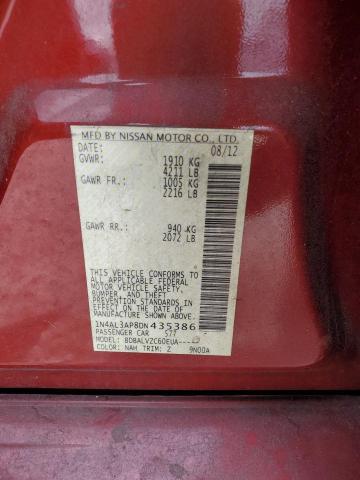 MFD BY NISSAN MOTOR CO., LTD.
DATE: 08/12
GVWR: 1910 KG
4211 LB
GAWR FR.: 1005 KG
2216 LB
GAWR RR.: 940 KG
2072 LB
THIS VEHICLE CONFORMS TO ALL
APPLICABLE FEDERAL MOTOR
VEHICLE SAFETY, BUMPER, AND THEFT
PREVENTION STANDARDS IN EFFECT
ON THE DATE OF MANUFACTURE
SHOWN ABOVE.
1N4AL3AP8DN435386
PASSENGER CAR 577
MODEL: BDBALVZC60EUA-----
COLOR: NAH TRIM: Z 9N00A